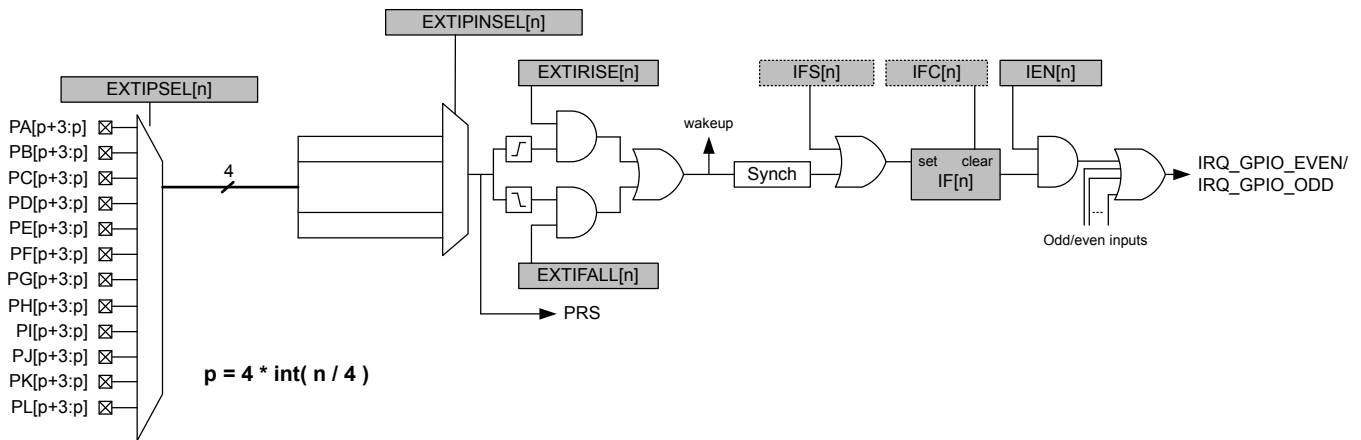 EXTIPINSEL[n]
EXTIPSEL[n]
EXTIRISE[n]
IFS[n]
IFC[n]
IEN[n]
PA[p+3:p]
PB[p+3:p]
PC[p+3:p]
PD[p+3:p]
PE[p+3:p]
PF[p+3:p]
PG[p+3:p]
PH[p+3:p]
PI[p+3:p]
PJ[p+3:p]
PK[p+3:p]
PL[p+3:p]
4
wakeup
Synch
set clear
IF[n]
IRQ_GPIO_EVEN/
IRQ_GPIO_ODD
...
Odd/even inputs
EXTIFALL[n]
PRS
p = 4 * int( n / 4 )